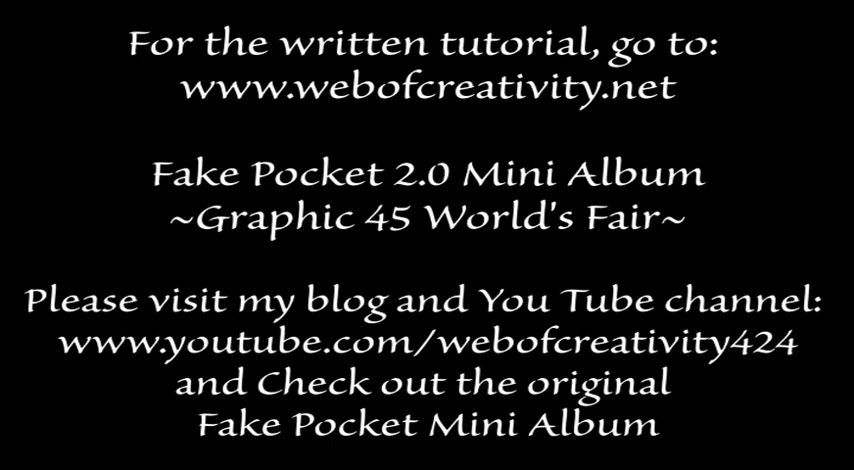 For the written tutorial, go to:
www.webofcreativity.net
Fake Pocket 2.0 Mini Album
~Graphic 45 World's Fair~
Please visit my blog and You Tube channel:
www.youtube.com/webofcreativity424
and Check out the original
Fake Pocket Mini Album